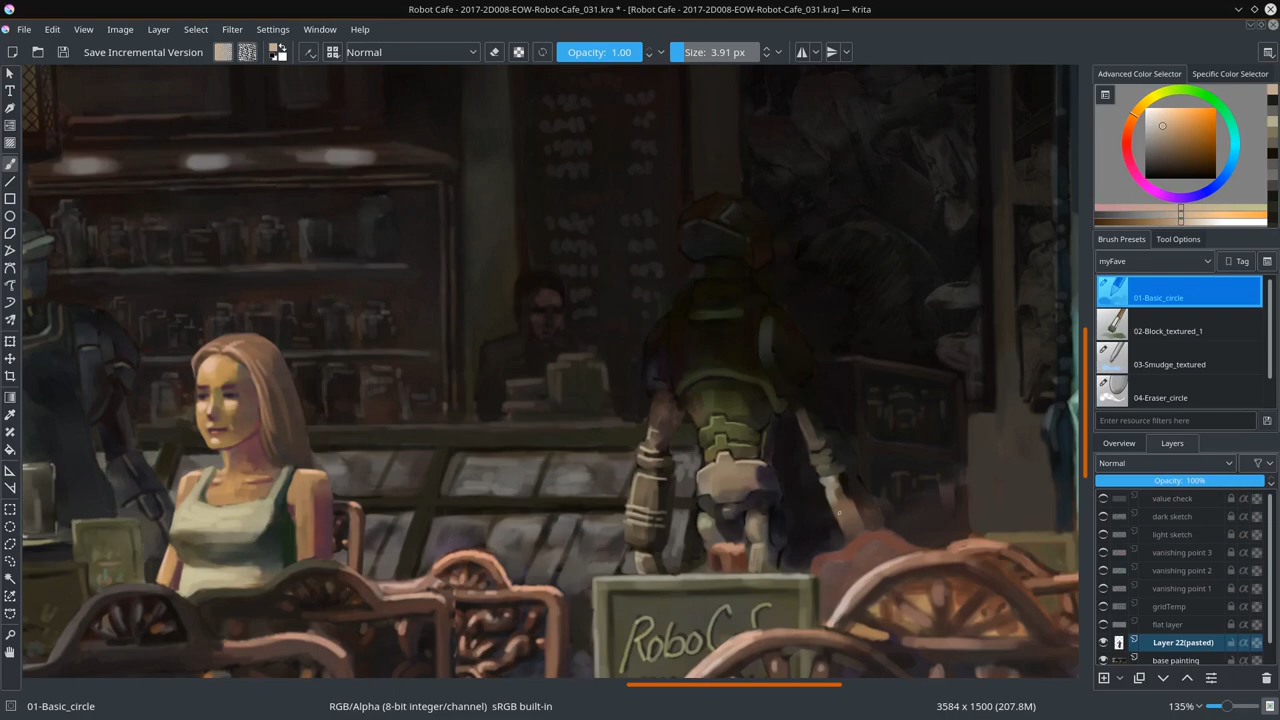 Robot Cafe - 2017-2D008-EOW-Robot-Cafe_031.kra * - [Robot Cafe - 2017-2D008-EOW-Robot-Cafe_031.kra] — Krita
File Edit View Image Layer Select Filter Settings Window Help
Save Incremental Version Normal Opacity: 1.00 Size: 3.91 px
Advanced Color Selector Specific Color Selector
Brush Presets Tool Options
myFave Tag
01-Basic_circle
02-Block_textured_1
03-Smudge_textured
04-Eraser_circle
Enter resource filters here
Overview Layers
Normal
Opacity: 100%
value check
dark sketch
light sketch
vanishing point 3
vanishing point 2
vanishing point 1
gridTemp
flat layer
Layer 22(pasted)
base painting
01-Basic_circle RGB/Alpha (8-bit integer/channel) sRGB built-in 3584 x 1500 (207.8M) 135%